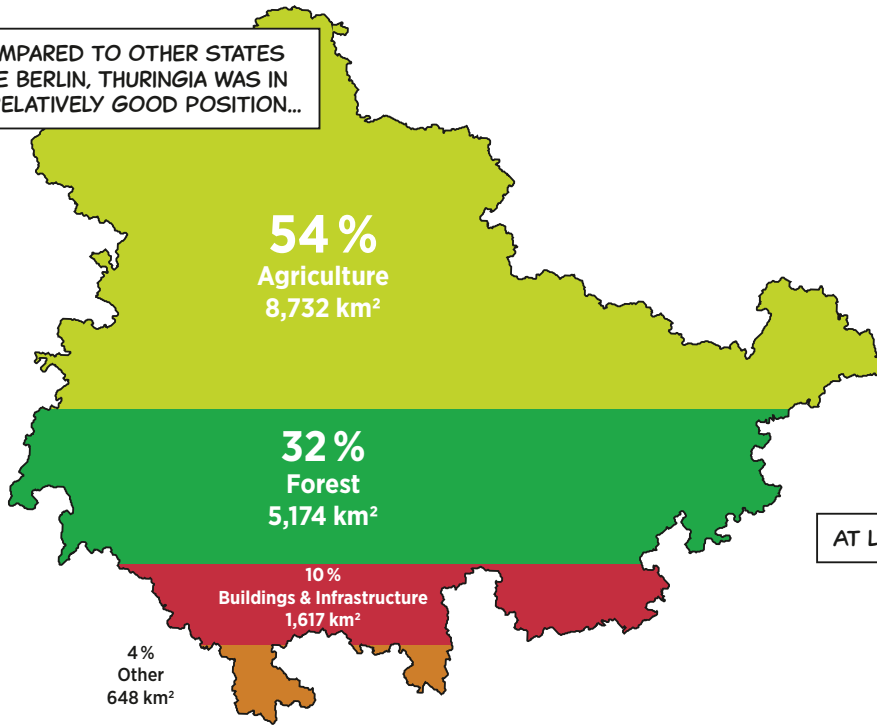 MPARED TO OTHER STATES
E BERLIN, THURINGIA WAS IN
ELATIVELY GOOD POSITION...
54 %
Agriculture
8,732 km²
32 %
Forest
5,174 km²
AT L
10 %
Buildings & Infrastructure
1,617 km²
4 %
Other
648 km²